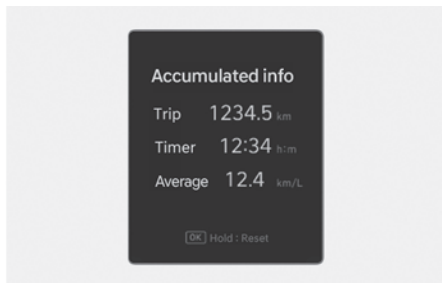 Accumulated info
Trip 1234.5 km
Timer 12:34 h:m
Average 12.4 km/L
OK Hold : Reset